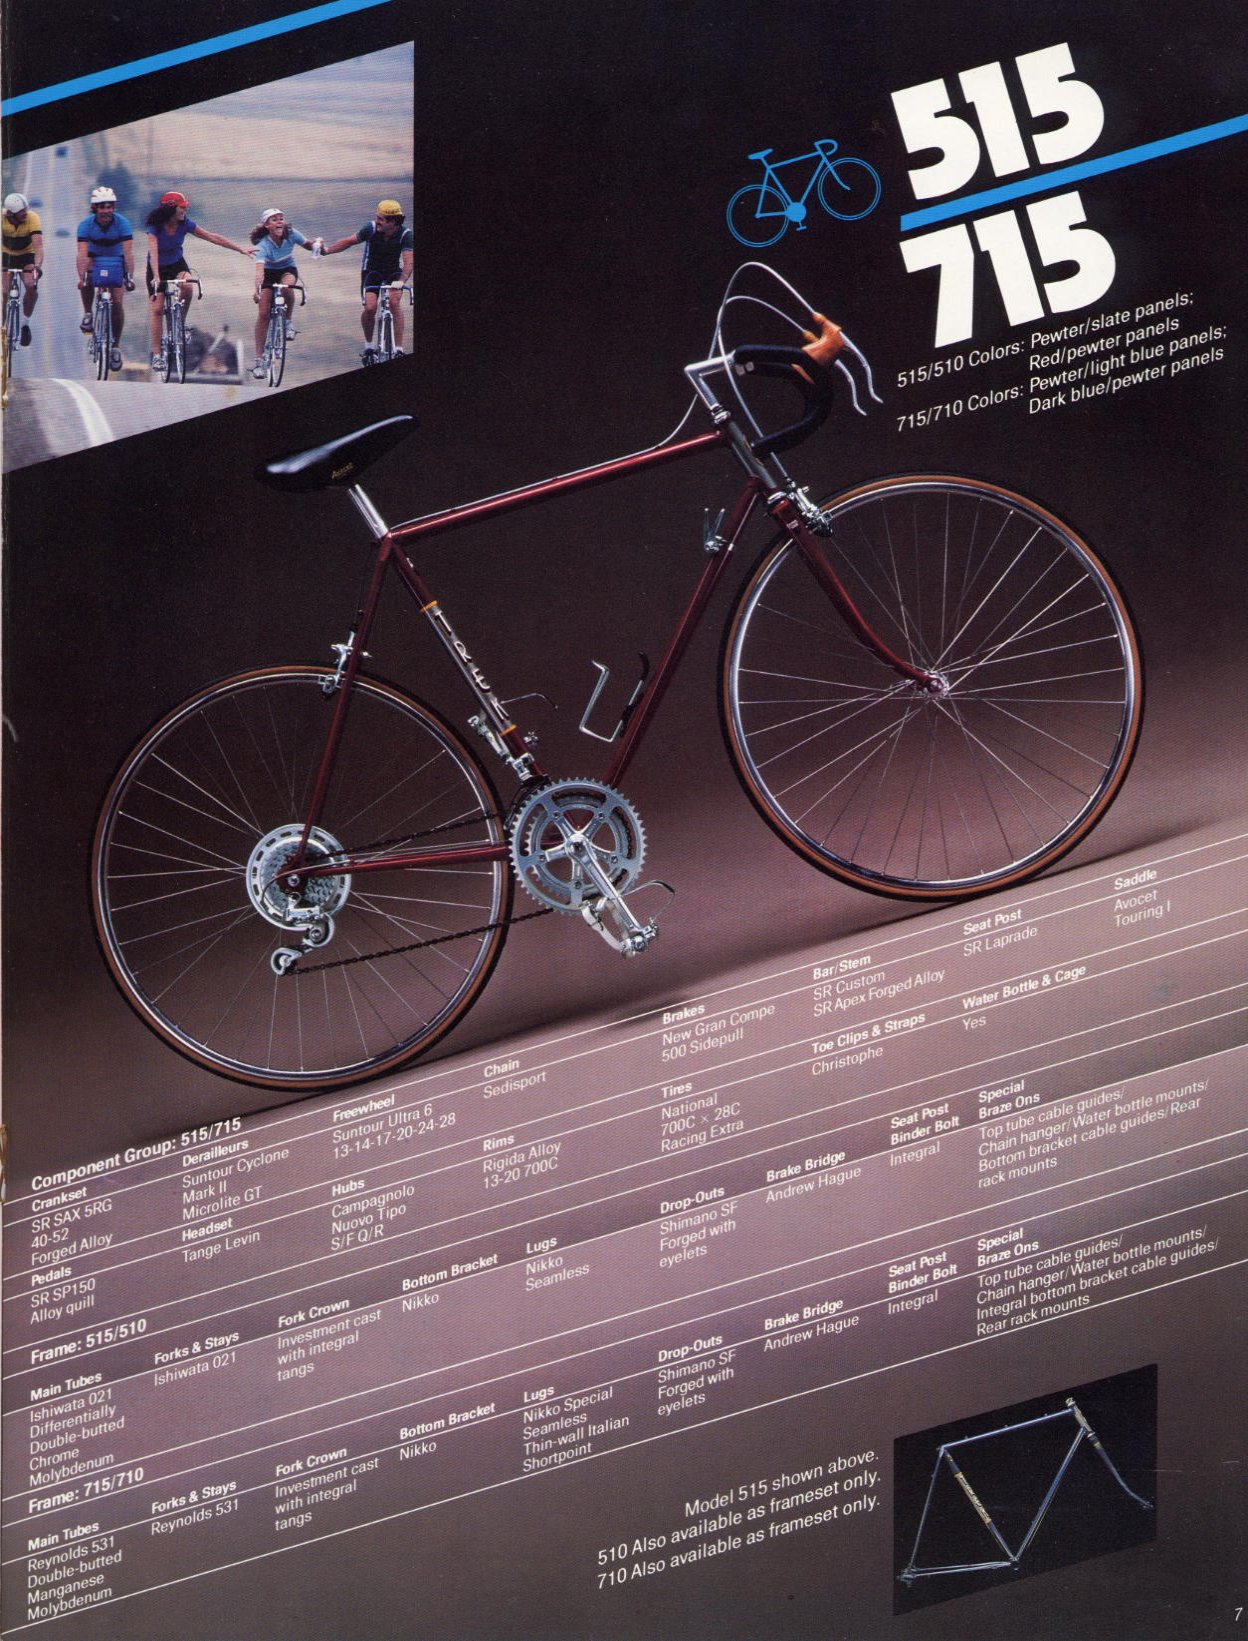 515
715
515/510 Colors: Pewter/slate panels;
Red/pewter panels
715/710 Colors: Pewter/light blue panels;
Dark blue/pewter panels
Avocet
TREK
Component Group: 515/715
Crankset
SR SAX 5RG
40-52
Forged Alloy
Derailleurs
Suntour Cyclone
Mark II
Microlite GT
Freewheel
Suntour Ultra 6
13-14-17-20-24-28
Chain
Sedisport
Brakes
New Gran Compe
500 Sidepull
Bar/Stem
SR Custom
SR Apex Forged Alloy
Seat Post
SR Laprade
Saddle
Avocet
Touring I
Pedals
SR SP150
Alloy quill
Headset
Tange Levin
Hubs
Campagnolo
Nuovo Tipo
S/F Q/R
Rims
Rigida Alloy
13-20 700C
Tires
National
700C × 28C
Racing Extra
Toe Clips & Straps
Christophe
Water Bottle & Cage
Yes
Frame: 515/510
Main Tubes
Ishiwata 021
Differentially
Double-butted
Chrome
Molybdenum
Forks & Stays
Ishiwata 021
Fork Crown
Investment cast
with integral
tangs
Bottom Bracket
Nikko
Lugs
Nikko
Seamless
Drop-Outs
Shimano SF
Forged with
eyelets
Brake Bridge
Andrew Hague
Seat Post
Binder Bolt
Integral
Special
Braze Ons
Top tube cable guides/
Chain hanger/Water bottle mounts/
Bottom bracket cable guides/Rear
rack mounts
Frame: 715/710
Main Tubes
Reynolds 531
Double-butted
Manganese
Molybdenum
Forks & Stays
Reynolds 531
Fork Crown
Investment cast
with integral
tangs
Bottom Bracket
Nikko
Lugs
Nikko Special
Seamless
Thin-wall Italian
Shortpoint
Drop-Outs
Shimano SF
Forged with
eyelets
Brake Bridge
Andrew Hague
Seat Post
Binder Bolt
Integral
Special
Braze Ons
Top tube cable guides/
Chain hanger/Water bottle mounts/
Integral bottom bracket cable guides/
Rear rack mounts
Model 515 shown above.
510 Also available as frameset only.
710 Also available as frameset only.
7